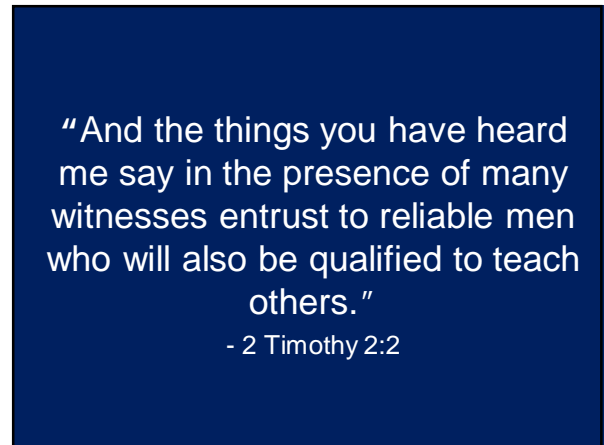 “And the things you have heard
me say in the presence of many
witnesses entrust to reliable men
who will also be qualified to teach
others.”
- 2 Timothy 2:2